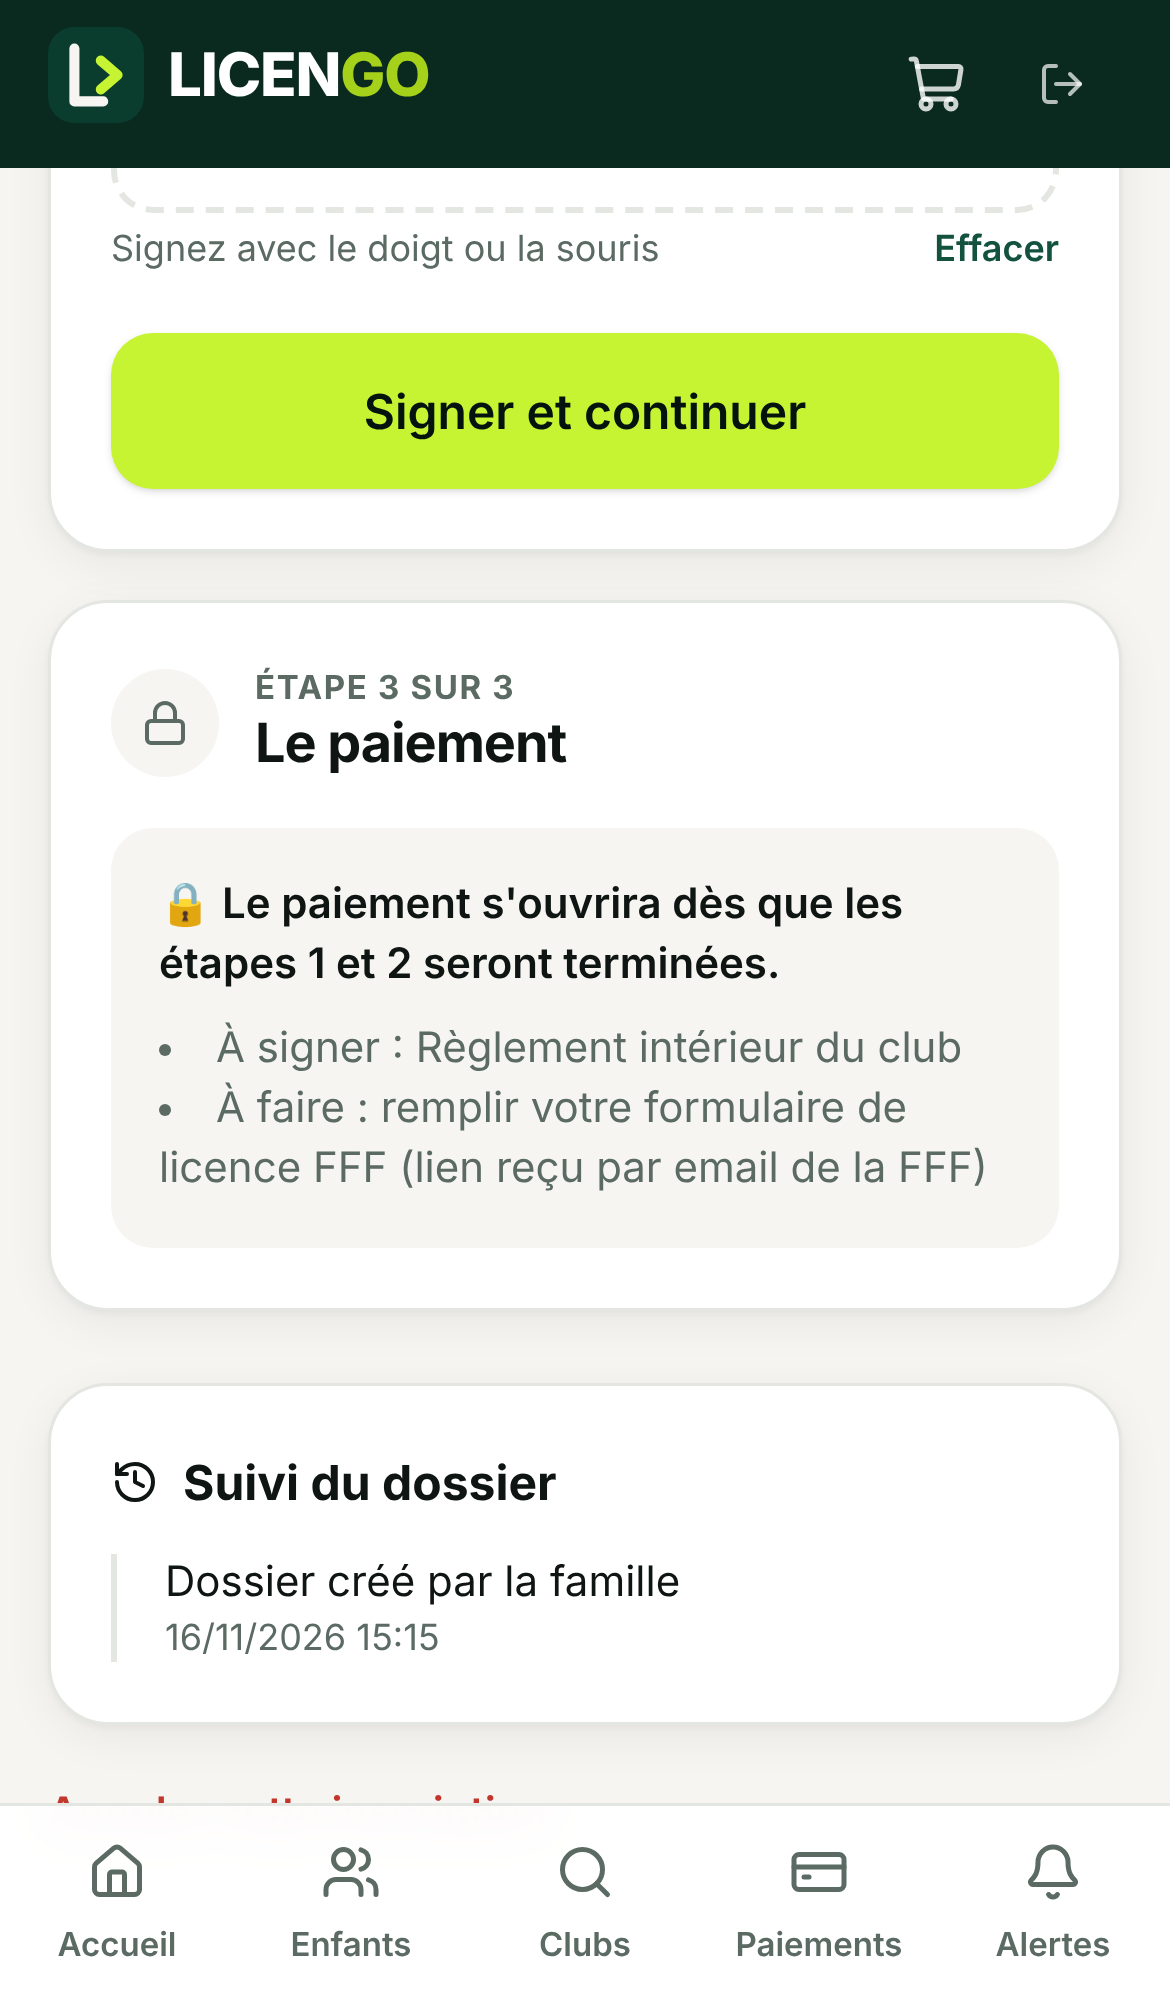 LICENGO
Signez avec le doigt ou la souris
Effacer
Signer et continuer
ÉTAPE 3 SUR 3
Le paiement
🔒 Le paiement s'ouvrira dès que les
étapes 1 et 2 seront terminées.
• À signer : Règlement intérieur du club
• À faire : remplir votre formulaire de
licence FFF (lien reçu par email de la FFF)
Suivi du dossier
Dossier créé par la famille
16/11/2026 15:15
Accueil
Enfants
Clubs
Paiements
Alertes